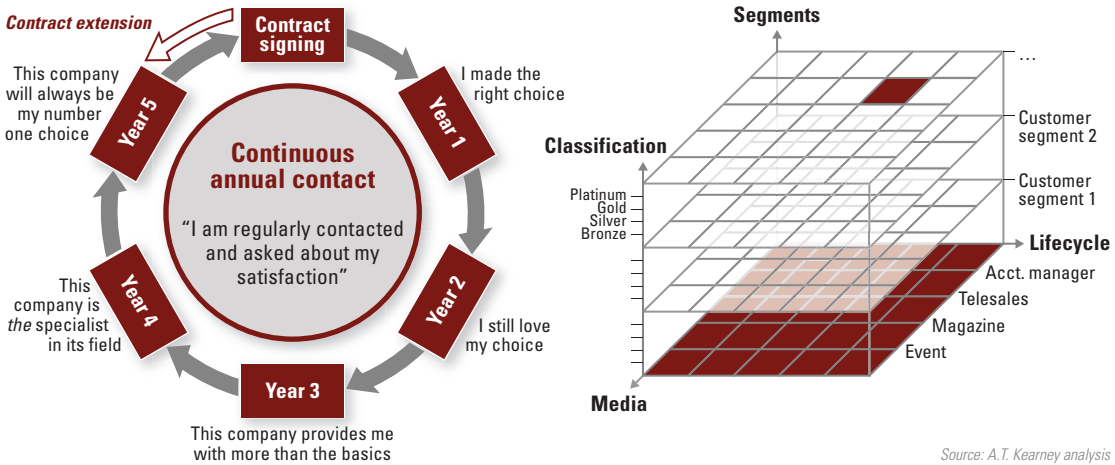 Contract extension
Contract
signing
I made the
right choice
Year 1
I still love
my choice
Year 2
Year 3
This company provides me
with more than the basics
Year 4
This
company is
the specialist
in its field
Year 5
This company
will always be
my number
one choice
Continuous
annual contact
“I am regularly contacted
and asked about my
satisfaction”
Segments
...
Customer
segment 2
Customer
segment 1
Classification
Platinum
Gold
Silver
Bronze
Lifecycle
Acct. manager
Telesales
Magazine
Event
Media
Source: A.T. Kearney analysis